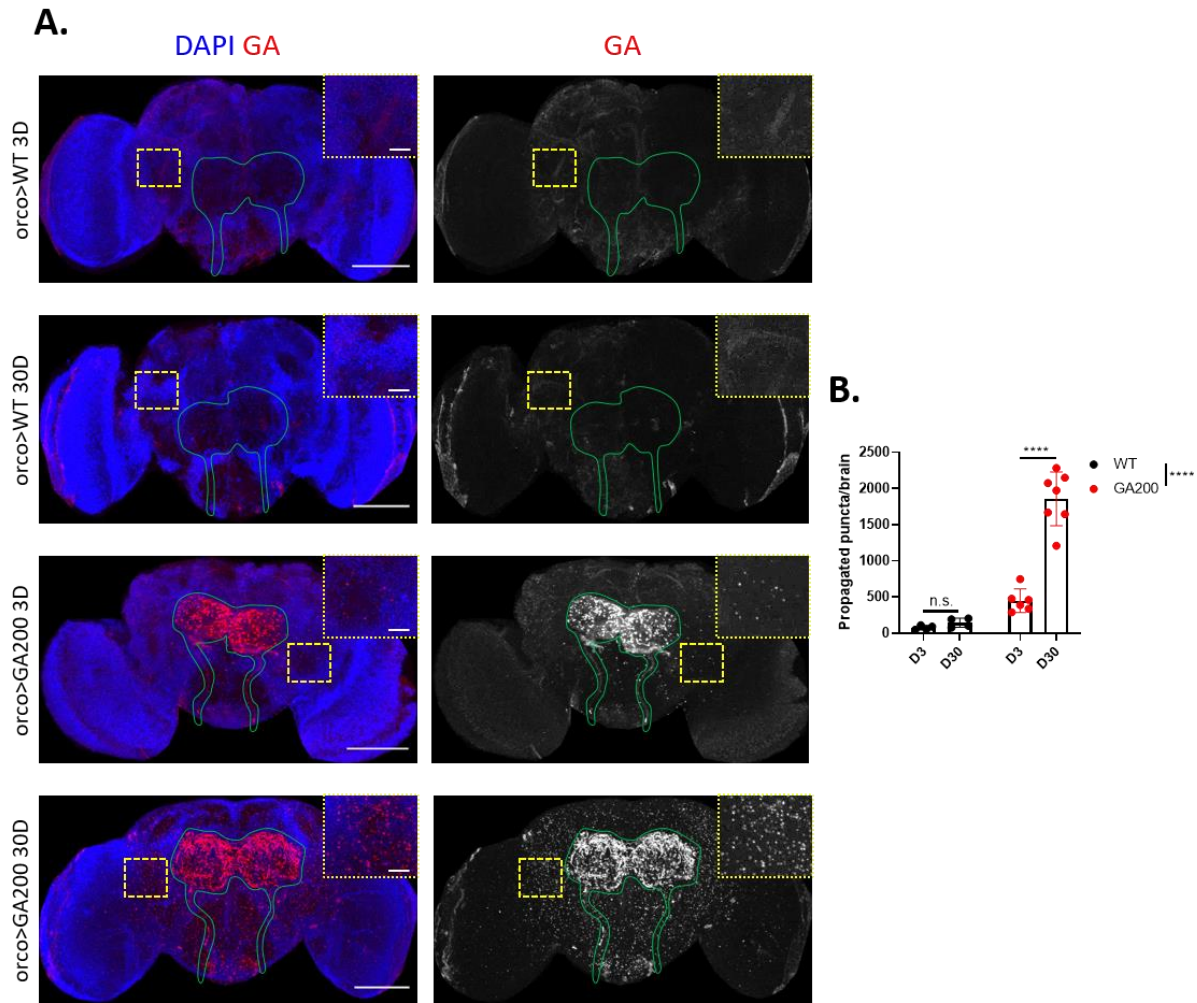 A.
DAPI GA
GA
orco>WT 3D
orco>WT 30D
orco>GA200 3D
orco>GA200 30D
B.
Propagated puncta/brain
2500
2000
1500
1000
500
0
n.s.
****
WT
GA200
****
D3
D30
D3
D30